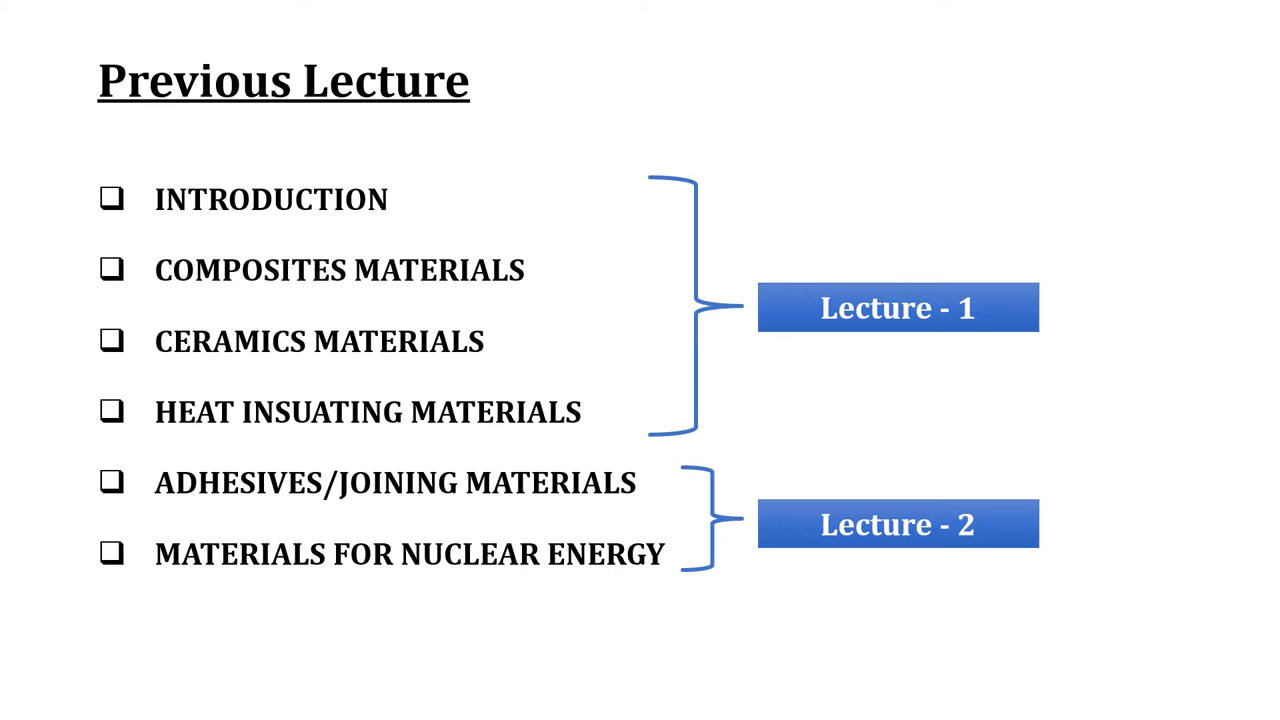 Previous Lecture
INTRODUCTION
COMPOSITES MATERIALS
CERAMICS MATERIALS
HEAT INSUATING MATERIALS
Lecture - 1
ADHESIVES/JOINING MATERIALS
MATERIALS FOR NUCLEAR ENERGY
Lecture - 2